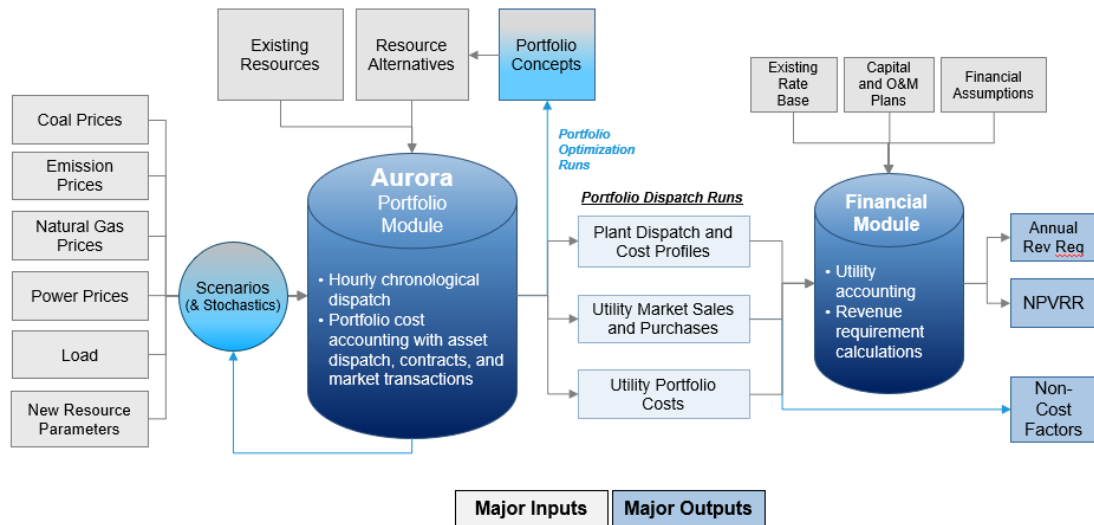 Existing
Resources
Resource
Alternatives
Portfolio
Concepts
Existing
Rate
Base
Capital
and O&M
Plans
Financial
Assumptions
Coal Prices
Emission
Prices
Natural Gas
Prices
Power Prices
Load
New Resource
Parameters
Scenarios
(& Stochastics)
Aurora
Portfolio
Module
• Hourly chronological
dispatch
• Portfolio cost
accounting with asset
dispatch, contracts, and
market transactions
Portfolio
Optimization
Runs
Portfolio Dispatch Runs
Plant Dispatch and
Cost Profiles
Utility Market Sales
and Purchases
Utility Portfolio
Costs
Financial
Module
• Utility
accounting
• Revenue
requirement
calculations
Annual
Rev Req
NPVRR
Non-
Cost
Factors
Major Inputs
Major Outputs